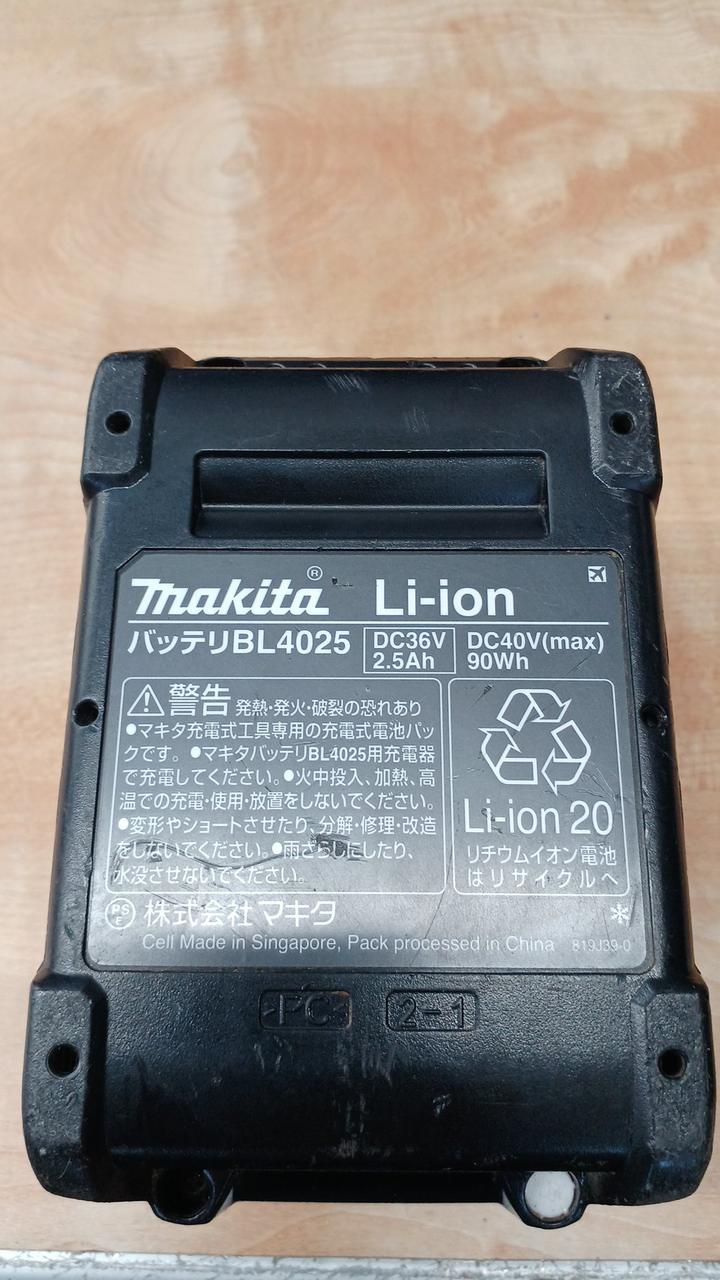 makita® Li-ion
バッテリBL4025 DC36V 2.5Ah DC40V(max) 90Wh
警告 発熱・発火・破裂の恐れあり
●マキタ充電式工具専用の充電式電池パッ
クです。●マキタバッテリBL4025用充電器
で充電してください。●火中投入、加熱、高
温での充電・使用・放置をしないでください。
●変形やショートさせたり、分解・修理・改造
をしないでください。●雨ざらしにしたり、
水没させないでください。
Li-ion 20
リチウムイオン電池
はリサイクルへ
PSE 株式会社マキタ *
Cell Made in Singapore, Pack processed in China 819J39-0
>PC< 2-1